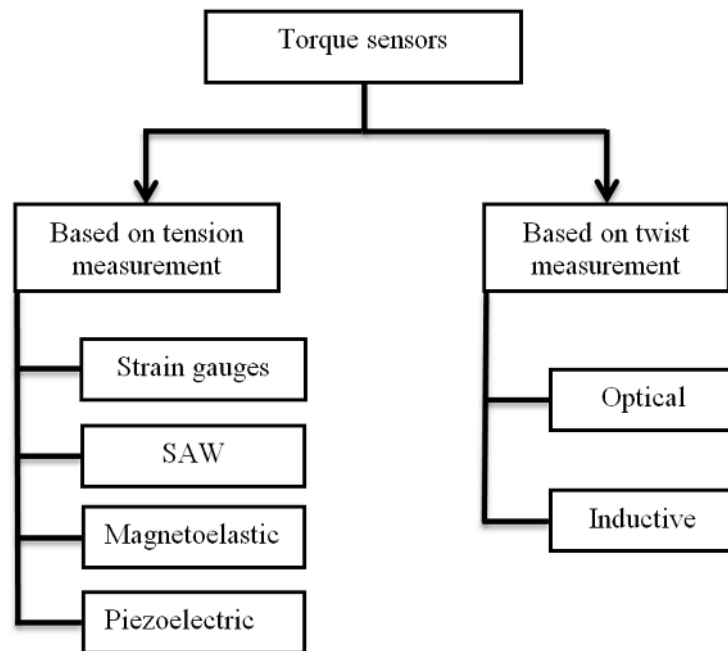 Torque sensors
Based on tension
measurement
Based on twist
measurement
Strain gauges
SAW
Magnetoelastic
Piezoelectric
Optical
Inductive